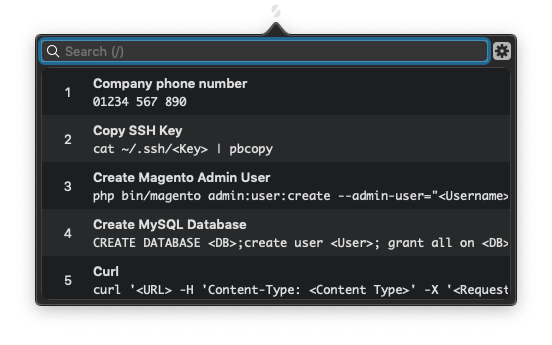 Search (/)
1
Company phone number
01234 567 890
2
Copy SSH Key
cat ~/.ssh/<Key> | pbcopy
3
Create Magento Admin User
php bin/magento admin:user:create --admin-user="<Username>
4
Create MySQL Database
CREATE DATABASE <DB>;create user <User>; grant all on <DB>
5
Curl
curl '<URL> -H 'Content-Type: <Content Type>' -X '<Request